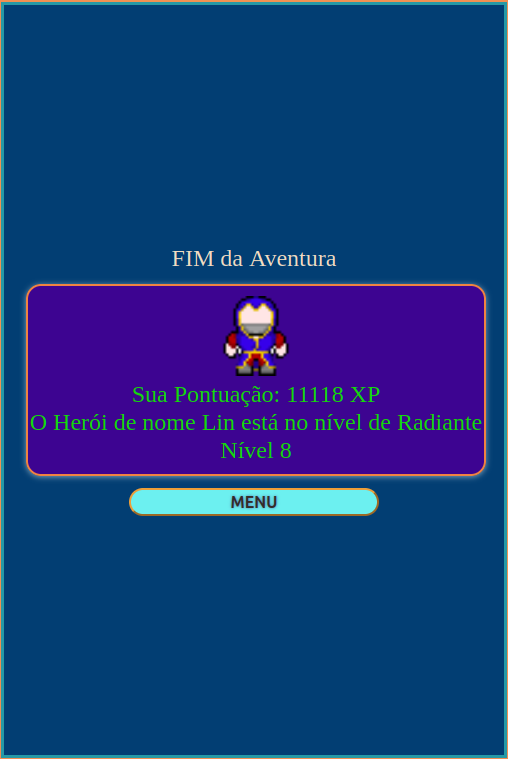 FIM da Aventura
Sua Pontuação: 11118 XP
O Herói de nome Lin está no nível de Radiante
Nível 8
MENU